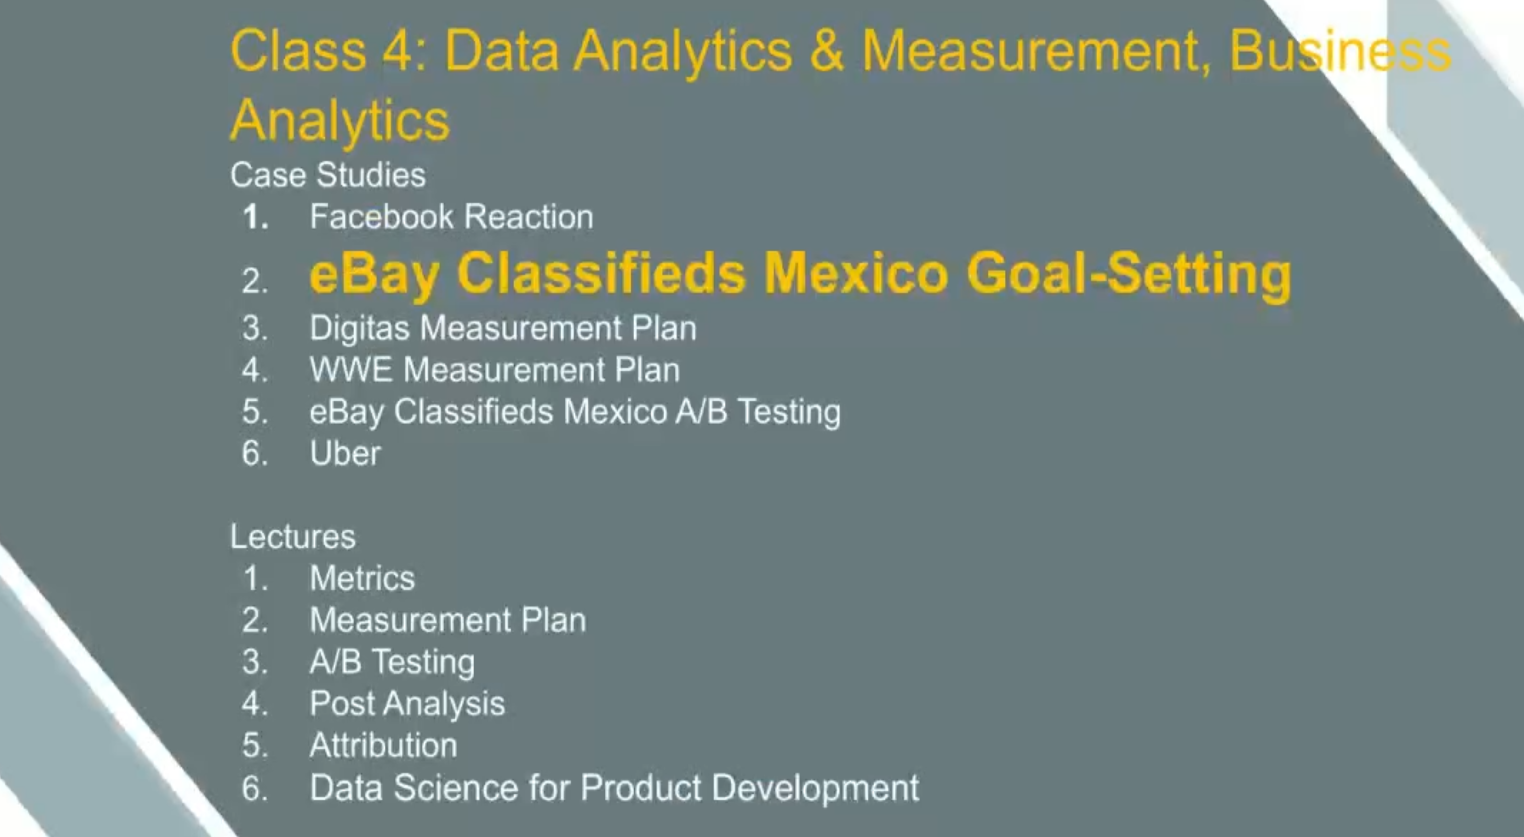 Class 4: Data Analytics & Measurement, Business
Analytics
Case Studies
1. Facebook Reaction
2. eBay Classifieds Mexico Goal-Setting
3. Digitas Measurement Plan
4. WWE Measurement Plan
5. eBay Classifieds Mexico A/B Testing
6. Uber
Lectures
1. Metrics
2. Measurement Plan
3. A/B Testing
4. Post Analysis
5. Attribution
6. Data Science for Product Development